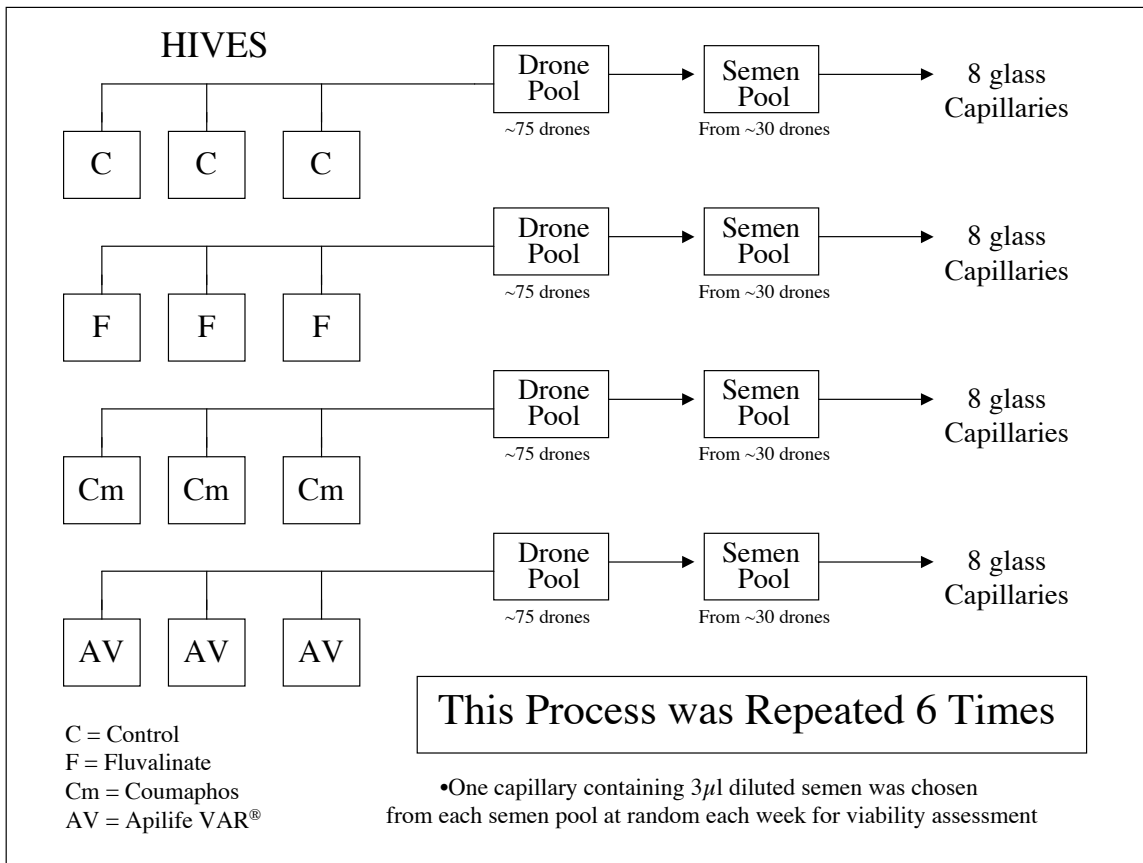 HIVES
Drone
Pool
~75 drones
Semen
Pool
From ~30 drones
8 glass
Capillaries
C
C
C
Drone
Pool
~75 drones
Semen
Pool
From ~30 drones
8 glass
Capillaries
F
F
F
Drone
Pool
~75 drones
Semen
Pool
From ~30 drones
8 glass
Capillaries
Cm
Cm
Cm
Drone
Pool
~75 drones
Semen
Pool
From ~30 drones
8 glass
Capillaries
AV
AV
AV
This Process was Repeated 6 Times
C = Control
F = Fluvalinate
Cm = Coumaphos
AV = Apilife VAR®
•One capillary containing 3µl diluted semen was chosen
from each semen pool at random each week for viability assessment